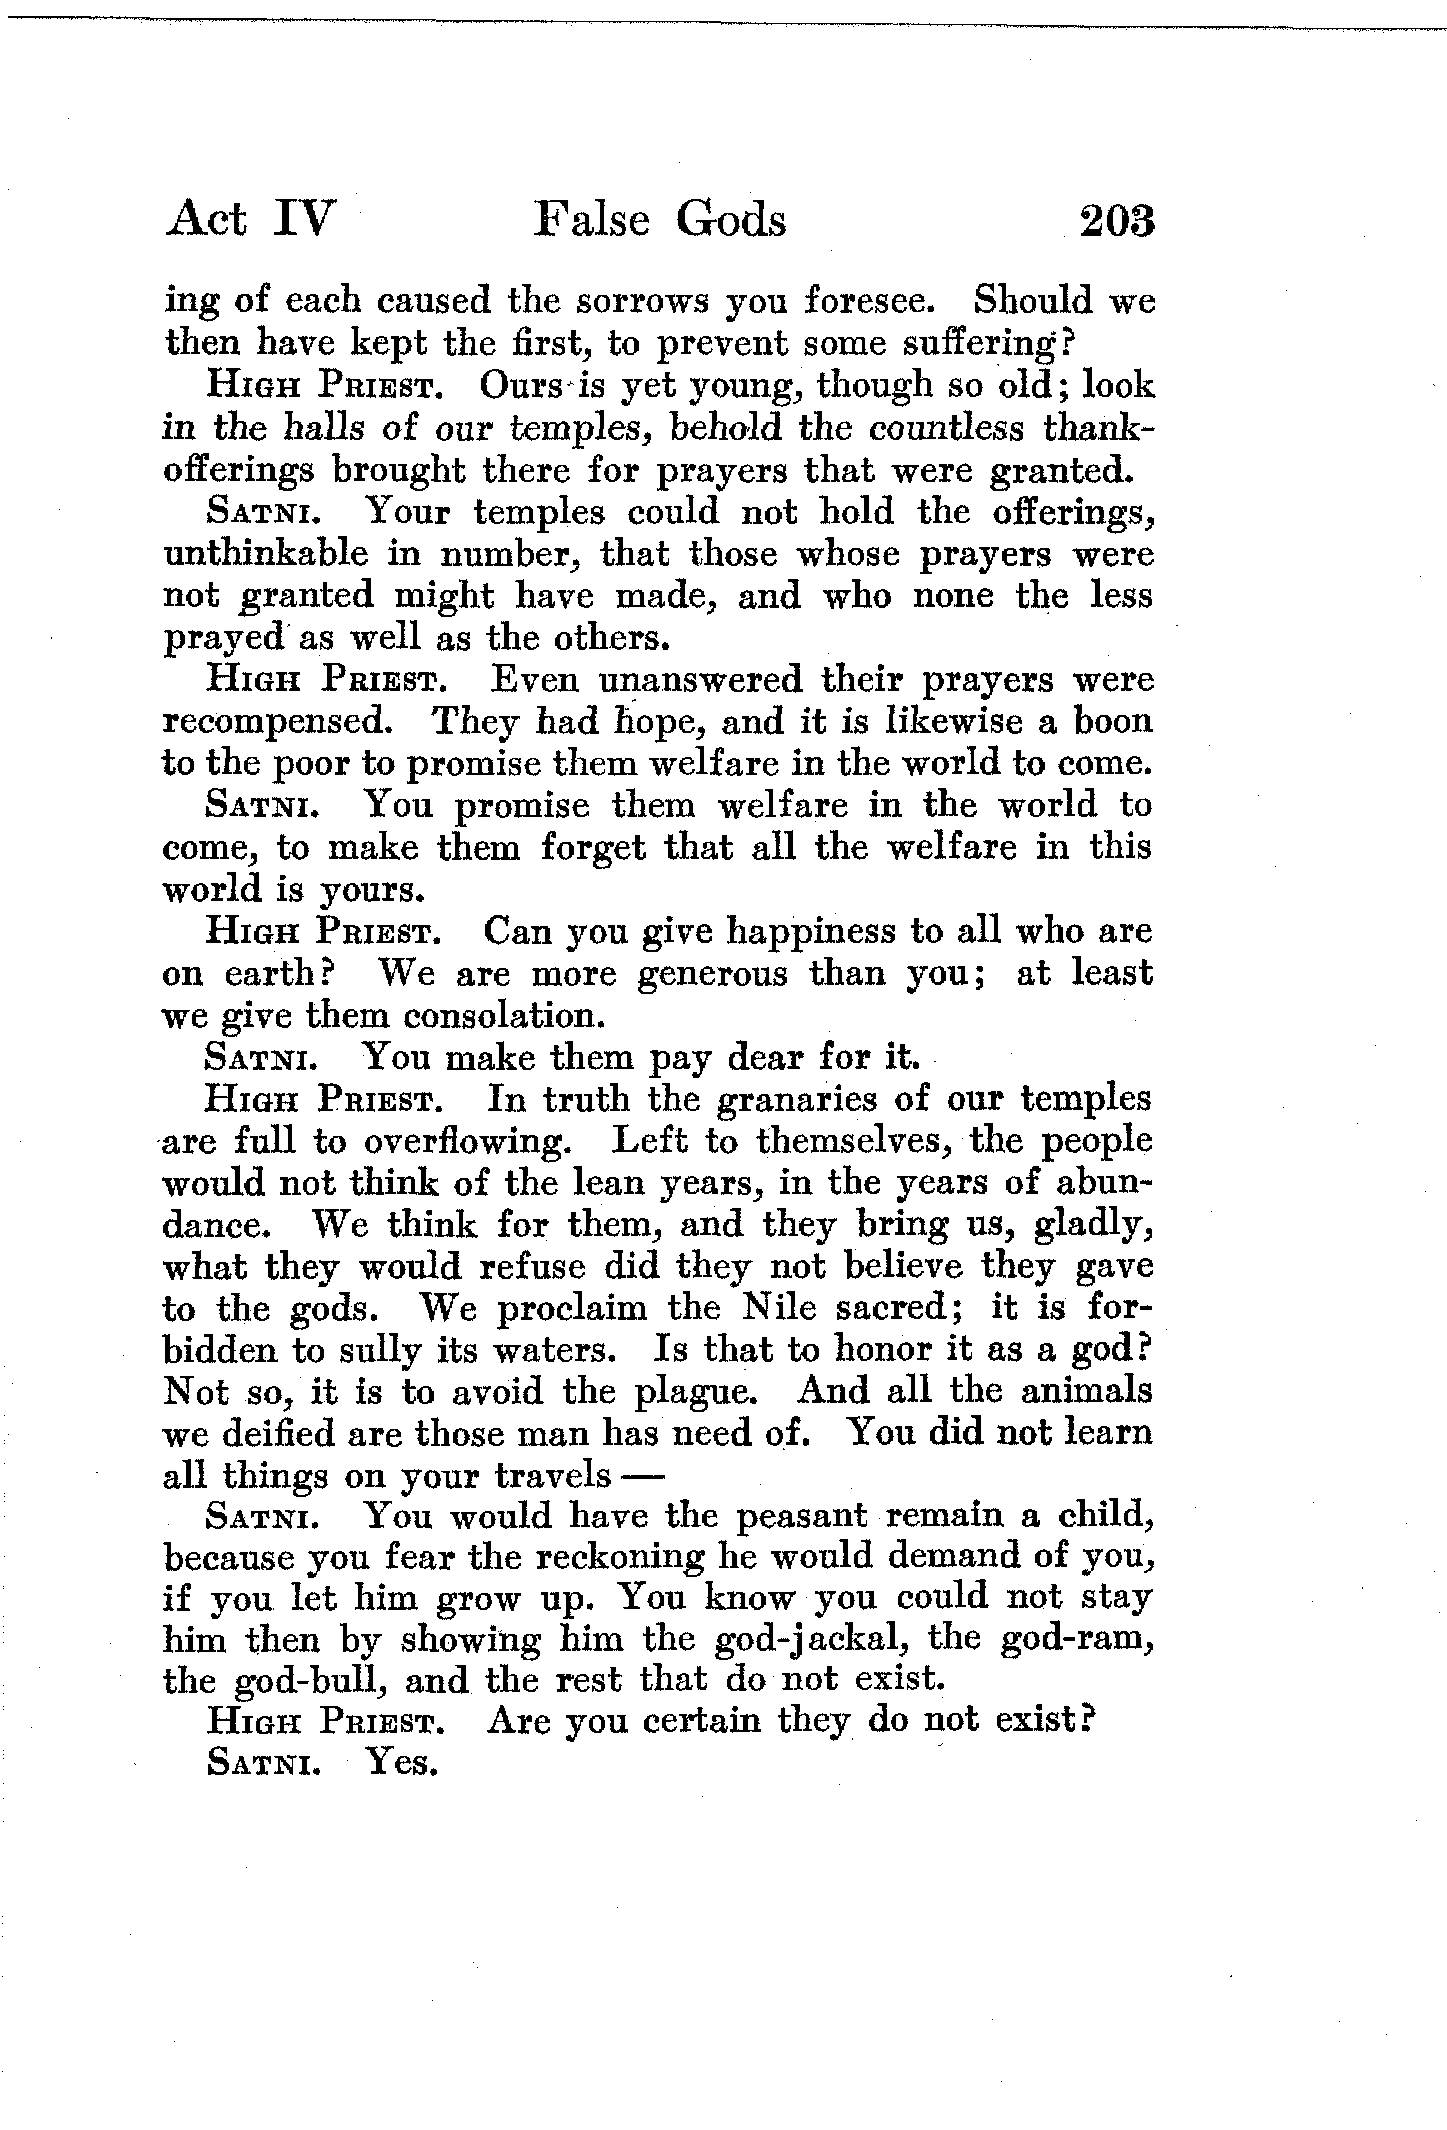 Act IV False Gods 203
ing of each caused the sorrows you foresee. Should we
then have kept the first, to prevent some suffering?
HIGH PRIEST. Ours is yet young, though so old; look
in the halls of our temples, behold the countless thank-
offerings brought there for prayers that were granted.
SATNI. Your temples could not hold the offerings,
unthinkable in number, that those whose prayers were
not granted might have made, and who none the less
prayed as well as the others.
HIGH PRIEST. Even unanswered their prayers were
recompensed. They had hope, and it is likewise a boon
to the poor to promise them welfare in the world to come.
SATNI. You promise them welfare in the world to
come, to make them forget that all the welfare in this
world is yours.
HIGH PRIEST. Can you give happiness to all who are
on earth? We are more generous than you; at least
we give them consolation.
SATNI. You make them pay dear for it.
HIGH PRIEST. In truth the granaries of our temples
are full to overflowing. Left to themselves, the people
would not think of the lean years, in the years of abun-
dance. We think for them, and they bring us, gladly,
what they would refuse did they not believe they gave
to the gods. We proclaim the Nile sacred; it is for-
bidden to sully its waters. Is that to honor it as a god?
Not so, it is to avoid the plague. And all the animals
we deified are those man has need of. You did not learn
all things on your travels —
SATNI. You would have the peasant remain a child,
because you fear the reckoning he would demand of you,
if you let him grow up. You know you could not stay
him then by showing him the god-jackal, the god-ram,
the god-bull, and the rest that do not exist.
HIGH PRIEST. Are you certain they do not exist?
SATNI. Yes.